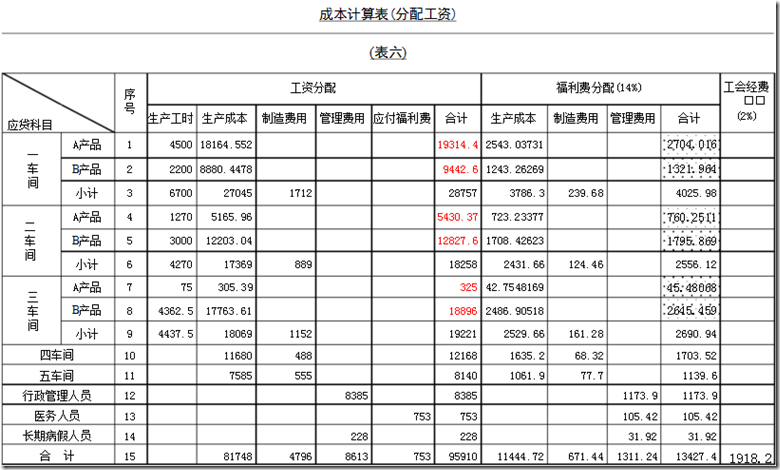 成本计算表(分配工资)
(表六)
应贷科目 序号 工资分配 福利费分配(14%) 工会经费□□(2%)
生产工时 生产成本 制造费用 管理费用 应付福利费 合计 生产成本 制造费用 管理费用 合计
一车间 A产品 1 4500 18164.552 19314.4 2543.03731 2704.016
B产品 2 2200 8880.4478 9442.6 1243.26269 1321.964
小计 3 6700 27045 1712 28757 3786.3 239.68 4025.98
二车间 A产品 4 1270 5165.96 5430.37 723.23377 760.2511
B产品 5 3000 12203.04 12827.6 1708.42623 1795.869
小计 6 4270 17369 889 18258 2431.66 124.46 2556.12
三车间 A产品 7 75 305.39 325 42.7548169 45.48068
B产品 8 4362.5 17763.61 18896 2486.90518 2645.459
小计 9 4437.5 18069 1152 19221 2529.66 161.28 2690.94
四车间 10 11680 488 12168 1635.2 68.32 1703.52
五车间 11 7585 555 8140 1061.9 77.7 1139.6
行政管理人员 12 8385 8385 1173.9 1173.9
医务人员 13 753 753 105.42 105.42
长期病假人员 14 228 228 31.92 31.92
合 计 15 81748 4796 8613 753 95910 11444.72 671.44 1311.24 13427.4 1918.2